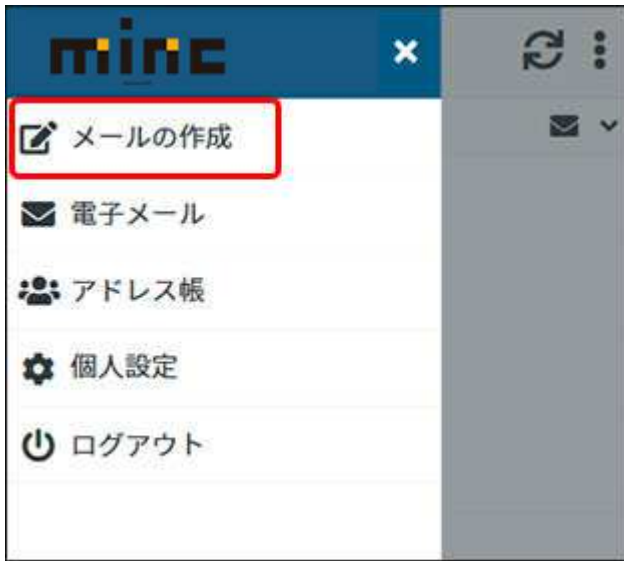 minc
メールの作成
電子メール
アドレス帳
個人設定
ログアウト